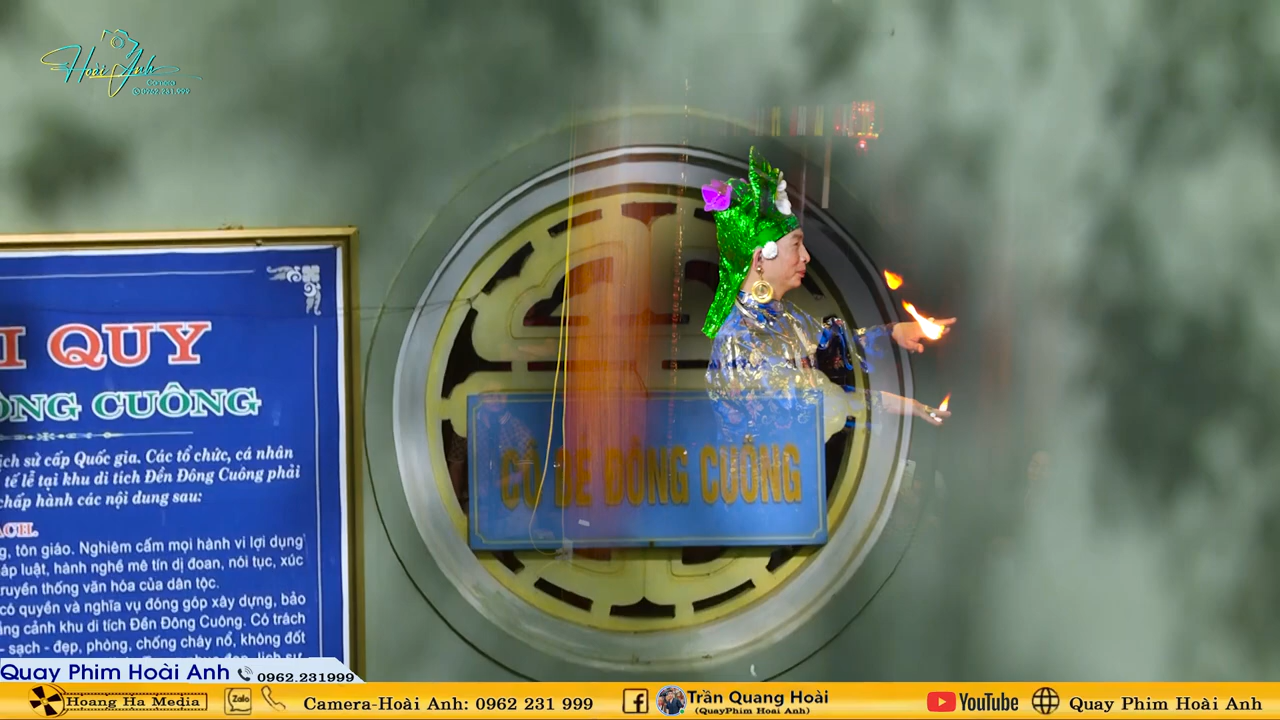 Hoài Anh
Camera
0962.231.999
I QUY
ÔNG CUÔNG
ịch sử cấp Quốc gia. Các tổ chức, cá nhân
tế lễ tại khu di tích Đền Đông Cuông phải
chấp hành các nội dung sau:
ÁCH.
g, tôn giáo. Nghiêm cấm mọi hành vi lợi dụng
áp luật, hành nghề mê tín dị đoan, nói tục, xúc
ruyền thống văn hóa của dân tộc.
có quyền và nghĩa vụ đóng góp xây dựng, bảo
ắng cảnh khu di tích Đền Đông Cuông. Có trách
- sạch - đẹp, phòng, chống cháy nổ, không đốt
CÔ BÉ ĐÔNG CUÔNG
Quay Phim Hoài Anh 0962.231999
Hoang Ha Media Zalo Camera-Hoài Anh: 0962 231 999 Trần Quang Hoài YouTube Quay Phim Hoài Anh
(QuayPhim Hoai Anh)